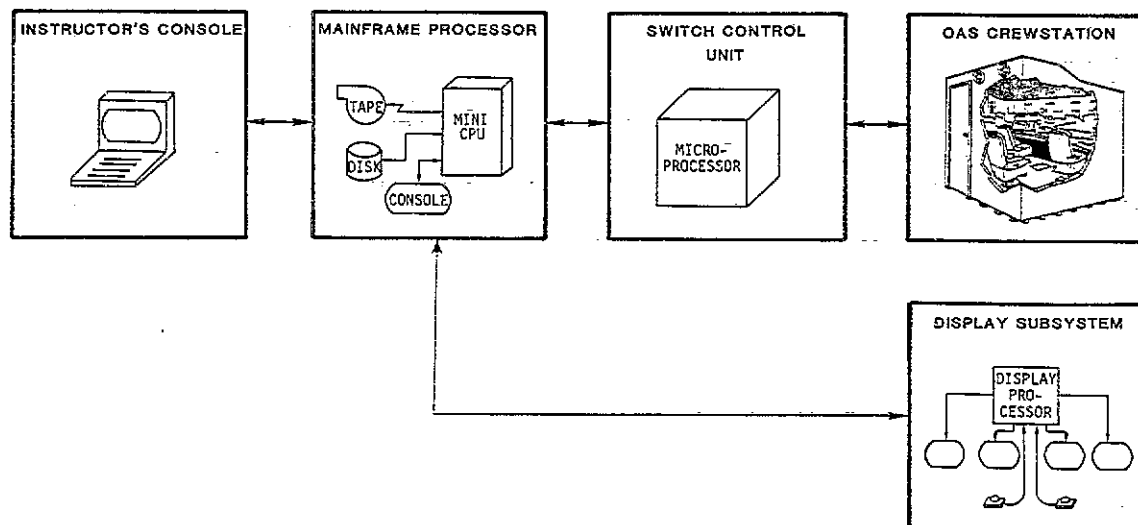 INSTRUCTOR'S CONSOLE
MAINFRAME PROCESSOR
TAPE
MINI
CPU
DISK
CONSOLE
SWITCH CONTROL
UNIT
MICRO-
PROCESSOR
OAS CREWSTATION
DISPLAY SUBSYSTEM
DISPLAY
PRO-
CESSOR